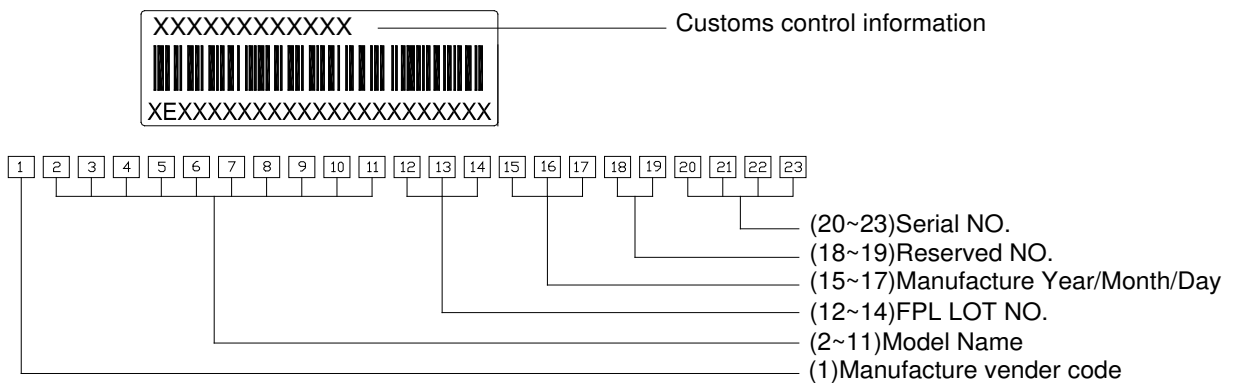 XXXXXXXXXXXXX Customs control information
XEXXXXXXXXXXXXXXXXXXXXX
1 2 3 4 5 6 7 8 9 10 11 12 13 14 15 16 17 18 19 20 21 22 23
(20~23)Serial NO.
(18~19)Reserved NO.
(15~17)Manufacture Year/Month/Day
(12~14)FPL LOT NO.
(2~11)Model Name
(1)Manufacture vender code